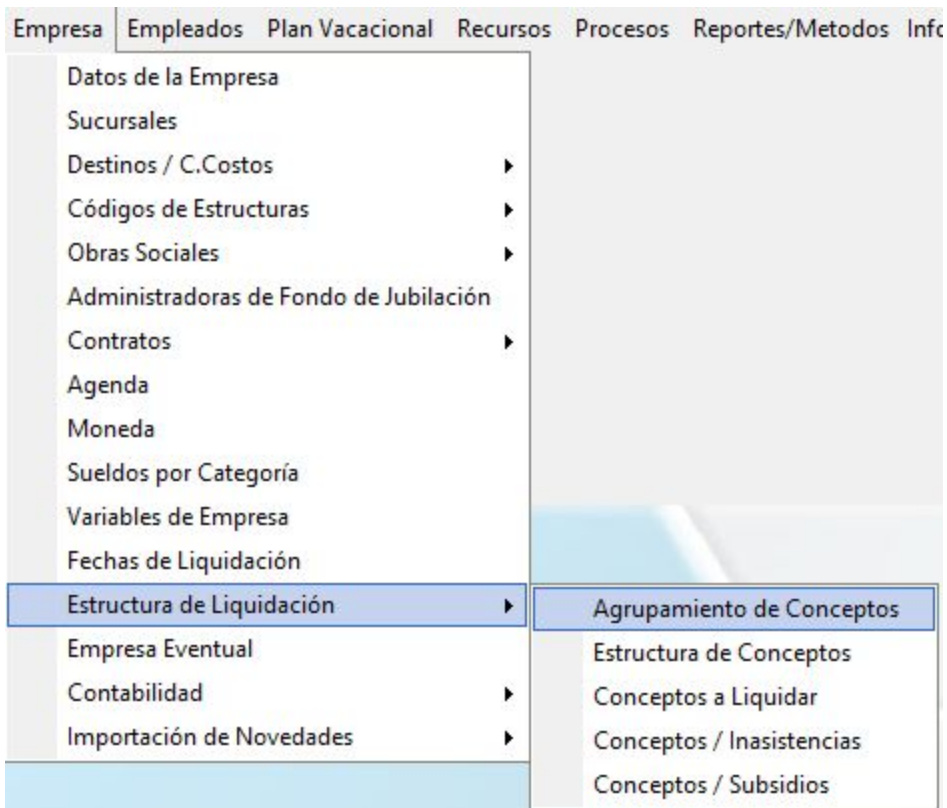 Empresa Empleados Plan Vacacional Recursos Procesos Reportes/Metodos
Datos de la Empresa
Sucursales
Destinos / C.Costos
Códigos de Estructuras
Obras Sociales
Administradoras de Fondo de Jubilación
Contratos
Agenda
Moneda
Sueldos por Categoría
Variables de Empresa
Fechas de Liquidación
Estructura de Liquidación
Empresa Eventual
Contabilidad
Importación de Novedades
Agrupamiento de Conceptos
Estructura de Conceptos
Conceptos a Liquidar
Conceptos / Inasistencias
Conceptos / Subsidios